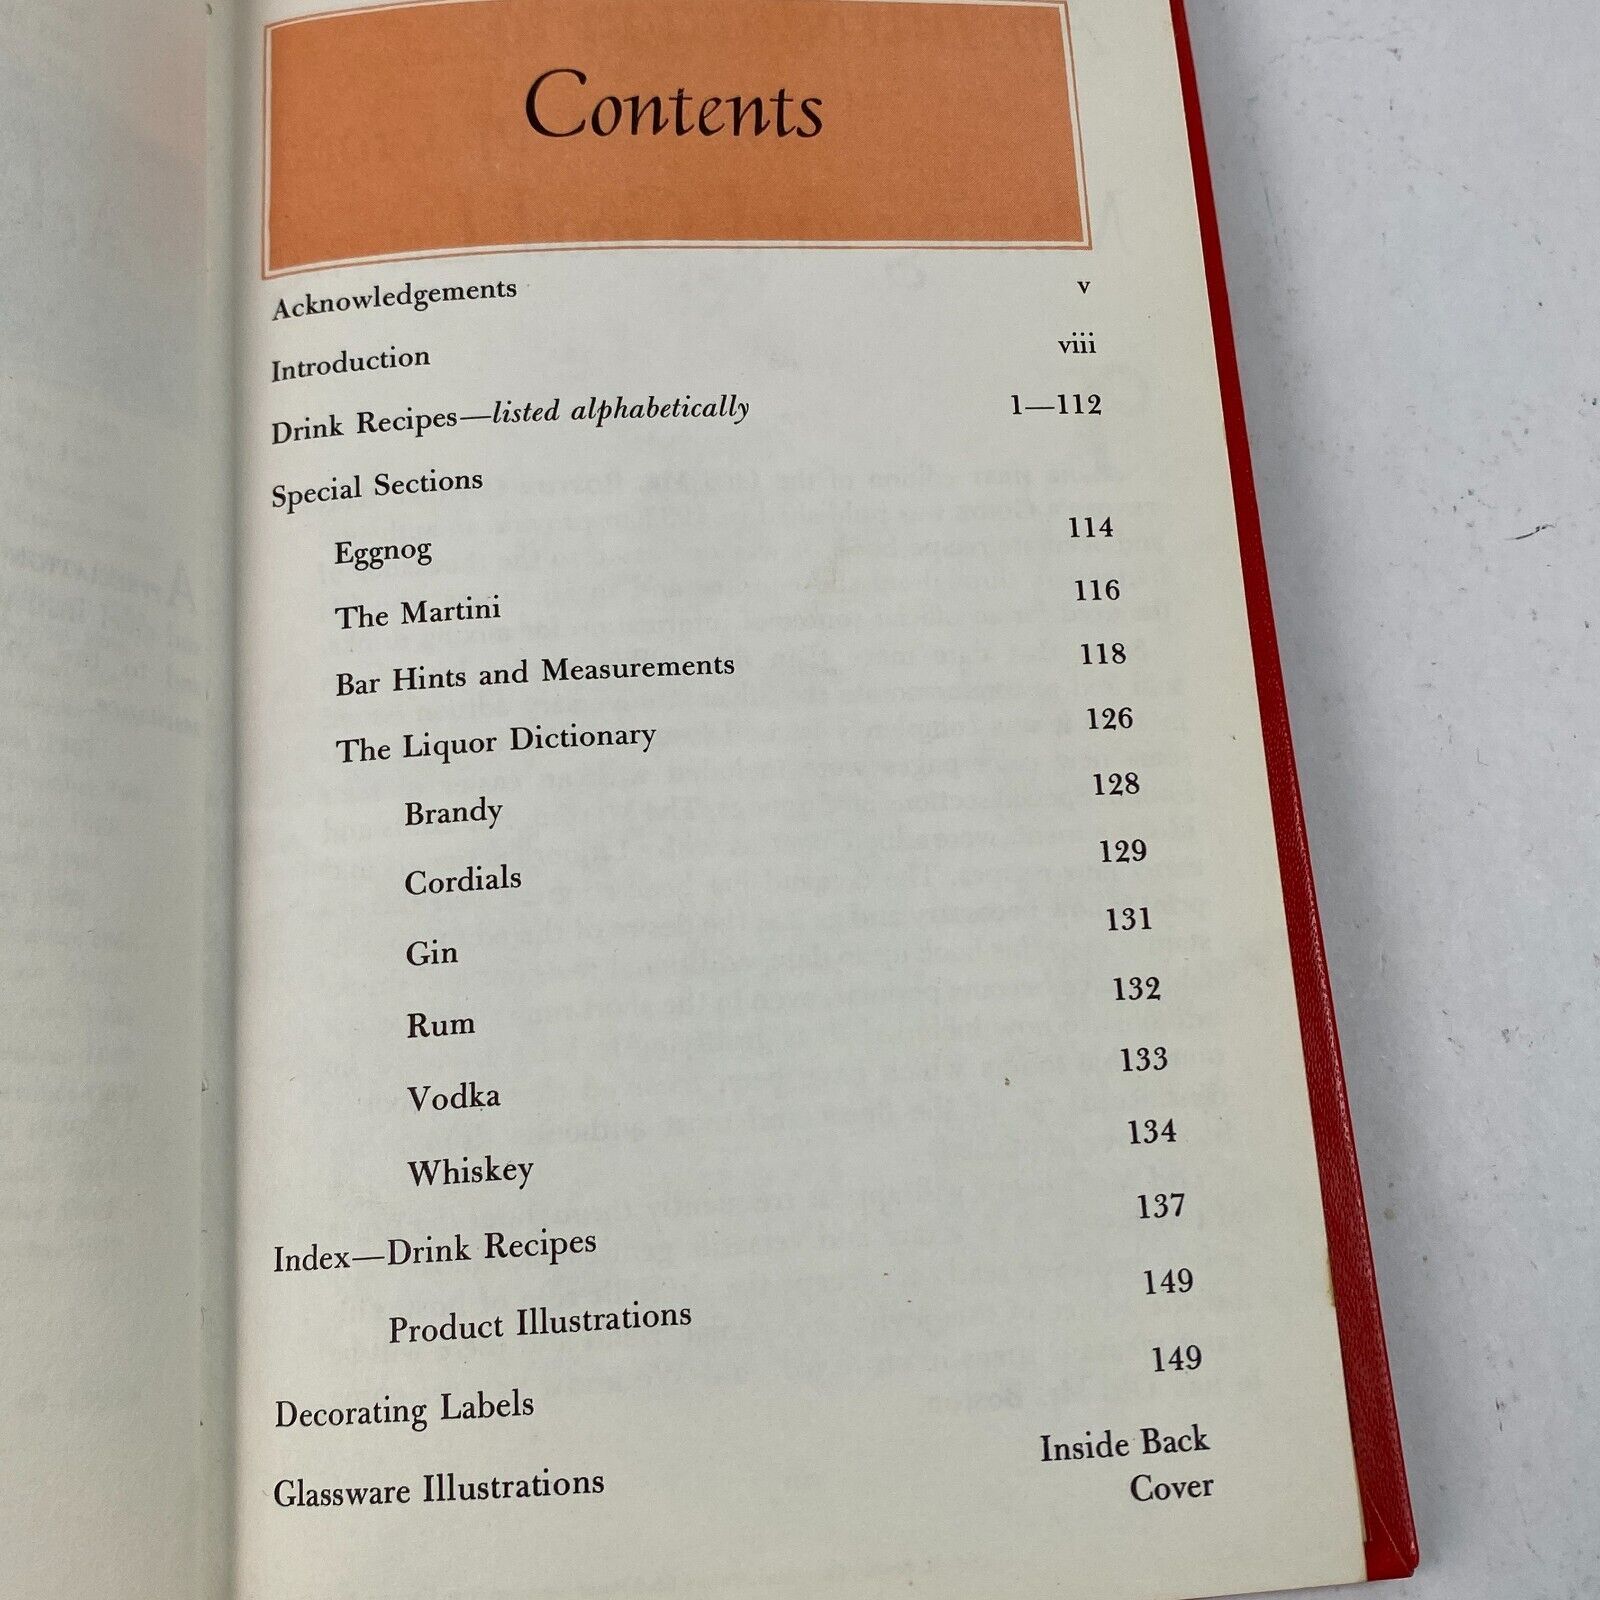 Contents
Acknowledgements v
Introduction viii
Drink Recipes—listed alphabetically 1—112
Special Sections
Eggnog 114
The Martini 116
Bar Hints and Measurements 118
The Liquor Dictionary 126
Brandy 128
Cordials 129
Gin 131
Rum 132
Vodka 133
Whiskey 134
Index—Drink Recipes 137
Product Illustrations 149
Decorating Labels 149
Glassware Illustrations Inside Back
Cover